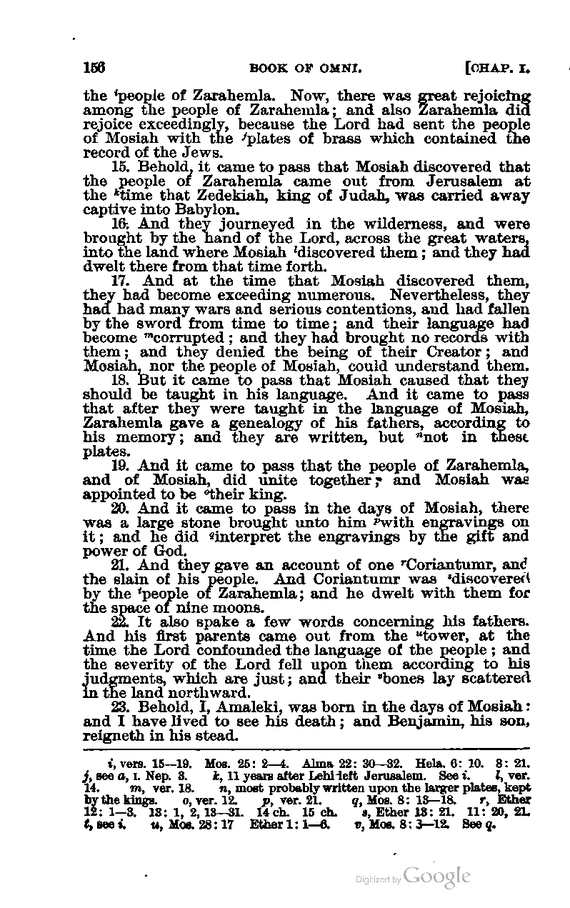 156 BOOK OF OMNI. [CHAP. I.
the ⁱpeople of Zarahemla. Now, there was great rejoicing
among the people of Zarahemla; and also Zarahemla did
rejoice exceedingly, because the Lord had sent the people
of Mosiah with the ʲplates of brass which contained the
record of the Jews.
15. Behold, it came to pass that Mosiah discovered that
the people of Zarahemla came out from Jerusalem at
the ᵏtime that Zedekiah, king of Judah, was carried away
captive into Babylon.
16. And they journeyed in the wilderness, and were
brought by the hand of the Lord, across the great waters,
into the land where Mosiah ˡdiscovered them; and they had
dwelt there from that time forth.
17. And at the time that Mosiah discovered them,
they had become exceeding numerous. Nevertheless, they
had had many wars and serious contentions, and had fallen
by the sword from time to time; and their language had
become ᵐcorrupted; and they had brought no records with
them; and they denied the being of their Creator; and
Mosiah, nor the people of Mosiah, could understand them.
18. But it came to pass that Mosiah caused that they
should be taught in his language. And it came to pass
that after they were taught in the language of Mosiah,
Zarahemla gave a genealogy of his fathers, according to
his memory; and they are written, but ⁿnot in these
plates.
19. And it came to pass that the people of Zarahemla,
and of Mosiah, did unite together; and Mosiah was
appointed to be ᵒtheir king.
20. And it came to pass in the days of Mosiah, there
was a large stone brought unto him ᵖwith engravings on
it; and he did qinterpret the engravings by the gift and
power of God.
21. And they gave an account of one ʳCoriantumr, and
the slain of his people. And Coriantumr was ˢdiscovered
by the ᵗpeople of Zarahemla; and he dwelt with them for
the space of nine moons.
22. It also spake a few words concerning his fathers.
And his first parents came out from the ᵘtower, at the
time the Lord confounded the language of the people; and
the severity of the Lord fell upon them according to his
judgments, which are just; and their ᵛbones lay scattered
in the land northward.
23. Behold, I, Amaleki, was born in the days of Mosiah:
and I have lived to see his death; and Benjamin, his son,
reigneth in his stead.
i, vers. 15—19. Mos. 25: 2—4. Alma 22: 30—32. Hela. 6: 10. 8: 21.
j, see a, I. Nep. 3. k, 11 years after Lehi left Jerusalem. See i. l, ver.
14. m, ver. 18. n, most probably written upon the larger plates, kept
by the kings. o, ver. 12. p, ver. 21. q, Mos. 8: 13—18. r, Ether
12: 1—3. 13: 1, 2, 13—31. 14 ch. 15 ch. s, Ether 13: 21. 11: 20, 21.
t, see i. u, Mos. 28: 17 Ether 1: 1—6. v, Mos. 8: 3—12. See q.
Digitized by Google